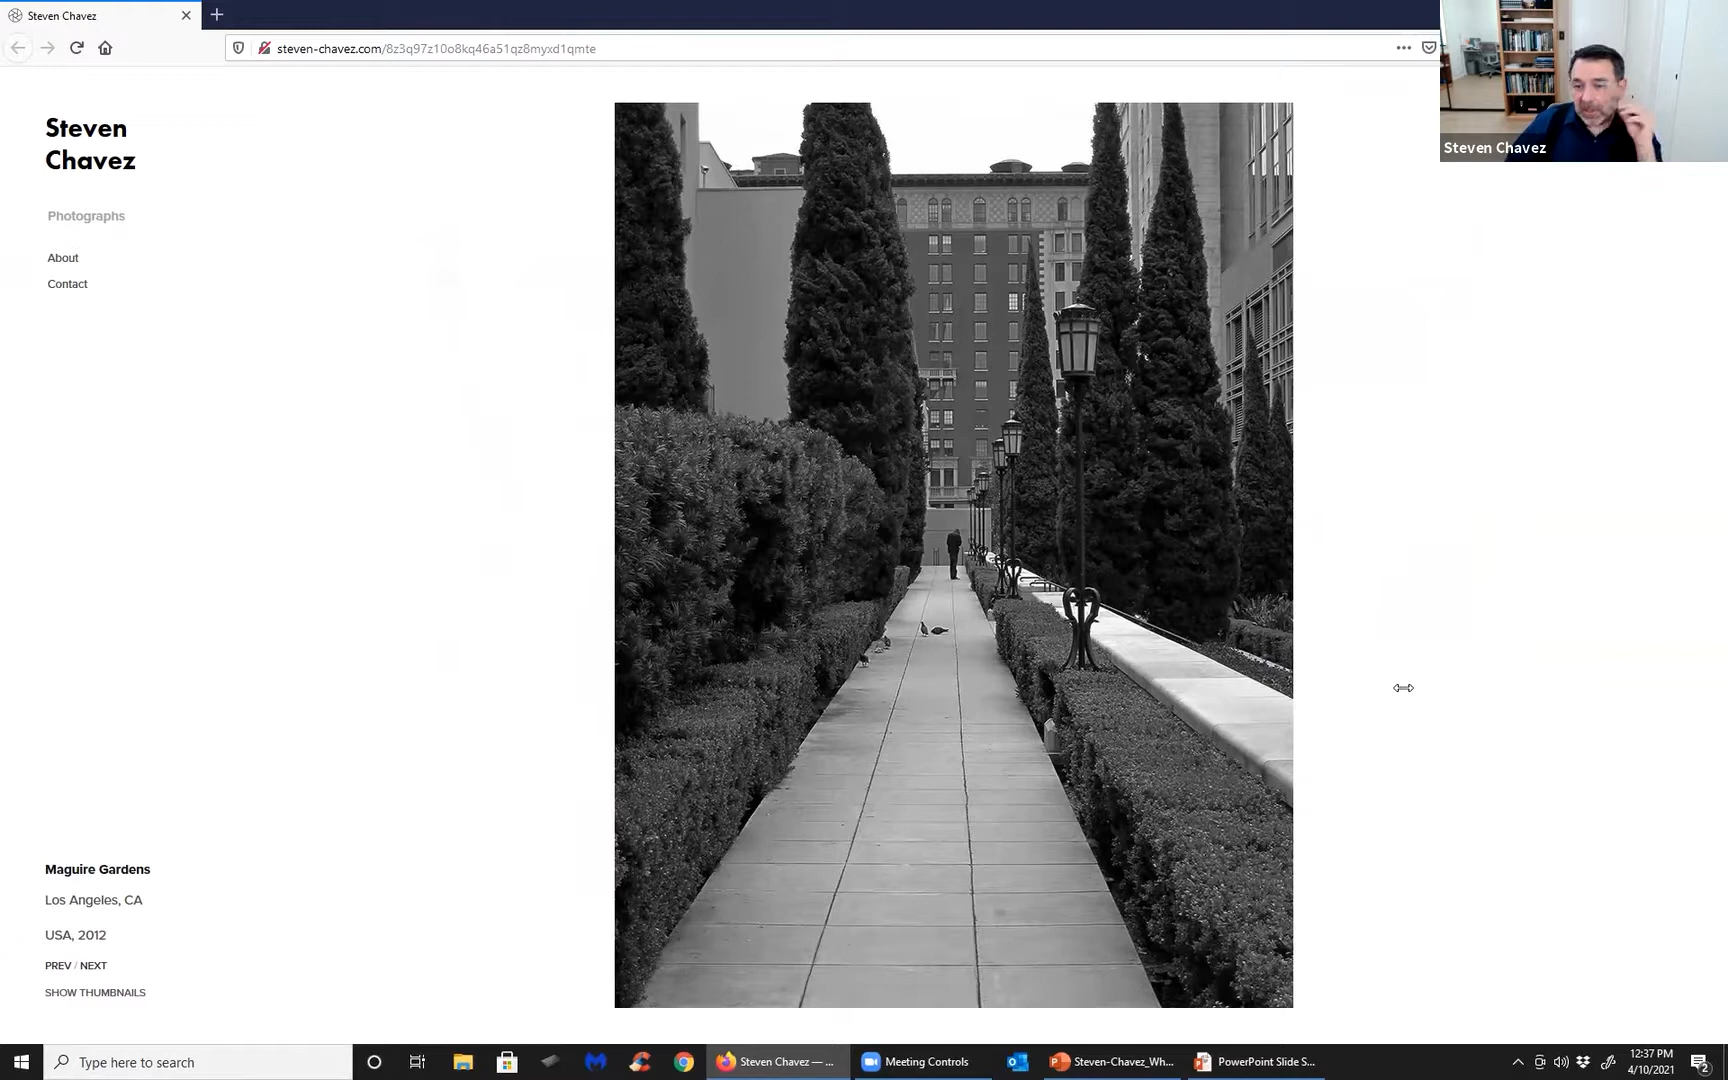 Steven Chavez
steven-chavez.com/8z3q97z10o8kq46a51qz8myxd1qmte
Steven Chavez
Steven
Chavez
Photographs
About
Contact
Maguire Gardens
Los Angeles, CA
USA, 2012
PREV / NEXT
SHOW THUMBNAILS
Type here to search
Steven Chavez — ...
Meeting Controls
Steven-Chavez_Wh...
PowerPoint Slide S...
12:37 PM
4/10/2021
2